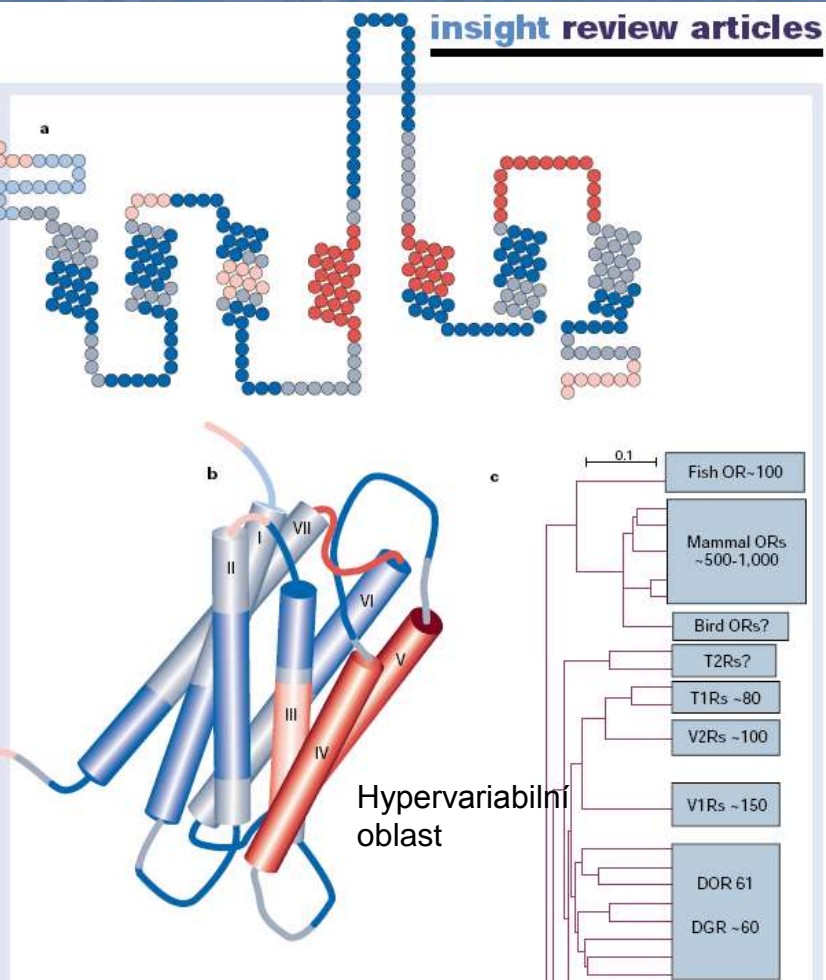 insight review articles
a
b
I
II
III
IV
V
VI
VII
Hypervariabilní
oblast
c
0.1
Fish OR~100
Mammal ORs
~500-1,000
Bird ORs?
T2Rs?
T1Rs ~80
V2Rs ~100
V1Rs ~150
DOR 61
DGR ~60